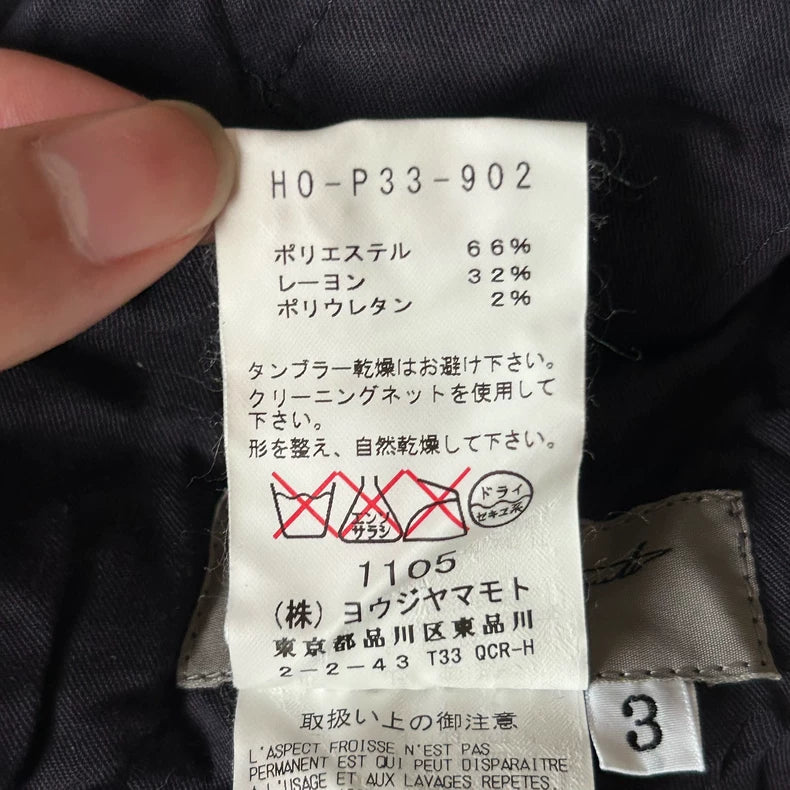 HO-P33-902
ポリエステル 66%
レーヨン 32%
ポリウレタン 2%
タンブラー乾燥はお避け下さい。
クリーニングネットを使用して
下さい。
形を整え、自然乾燥して下さい。
エンソ
サラシ
ドライ
セキユ系
1105
(株) ヨウジヤマモト
東京都品川区東品川
2-2-43 T33 QCR-H
3
取扱い上の御注意
L'ASPECT FROISSE N'EST PAS
PERMANENT EST QUI PEUT DISPARAITRE
A L'USAGE ET AUX LAVAGES REPETES,